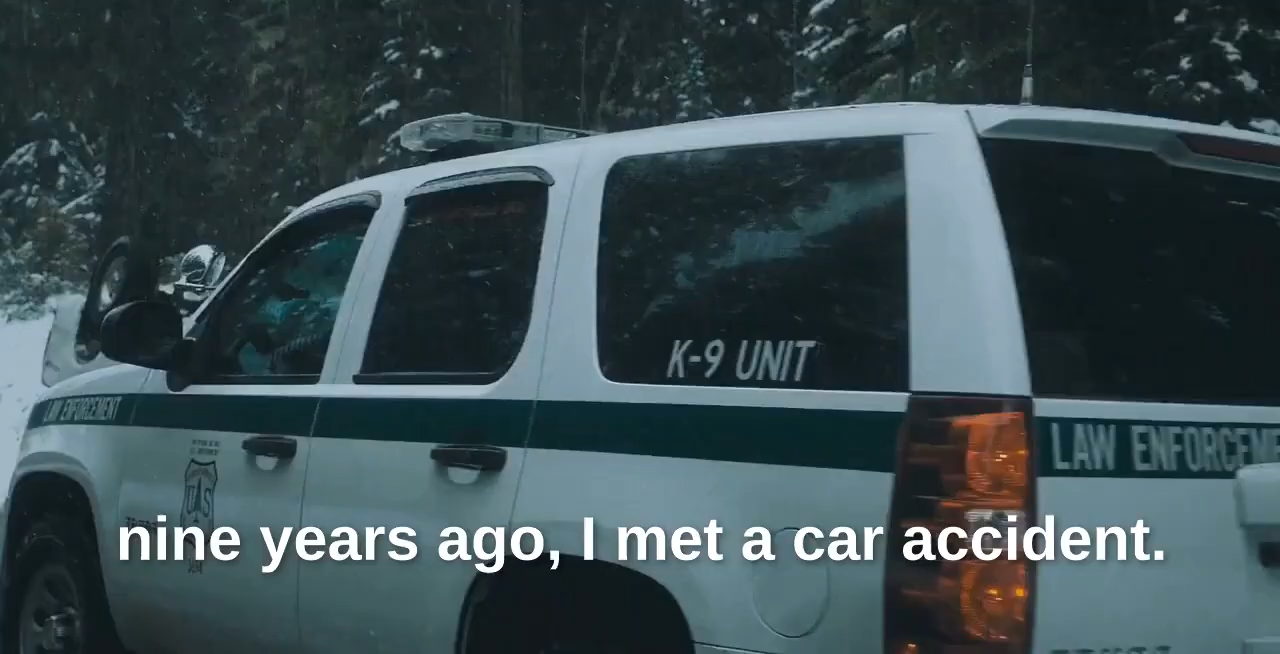 K-9 UNIT
LAW ENFORCEMENT
LAW ENFORCEME
U S
nine years ago, I met a car accident.